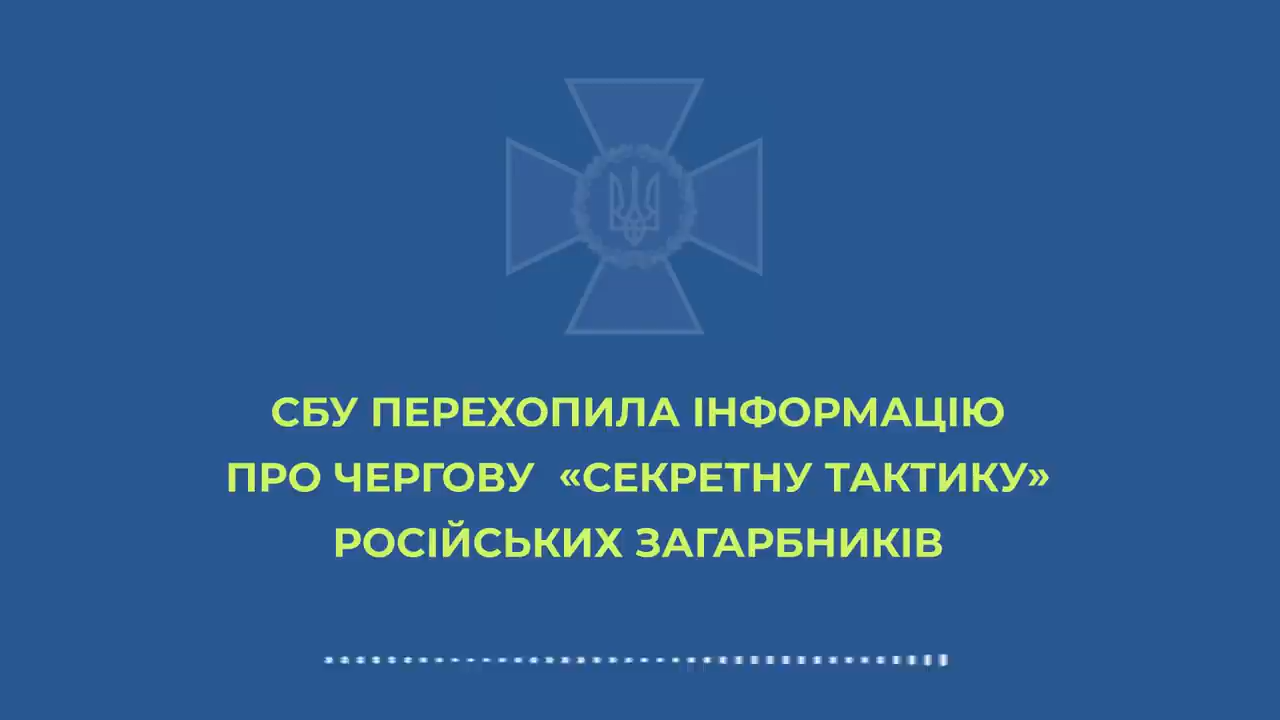 СБУ ПЕРЕХОПИЛА ІНФОРМАЦІЮ
ПРО ЧЕРГОВУ «СЕКРЕТНУ ТАКТИКУ»
РОСІЙСЬКИХ ЗАГАРБНИКІВ